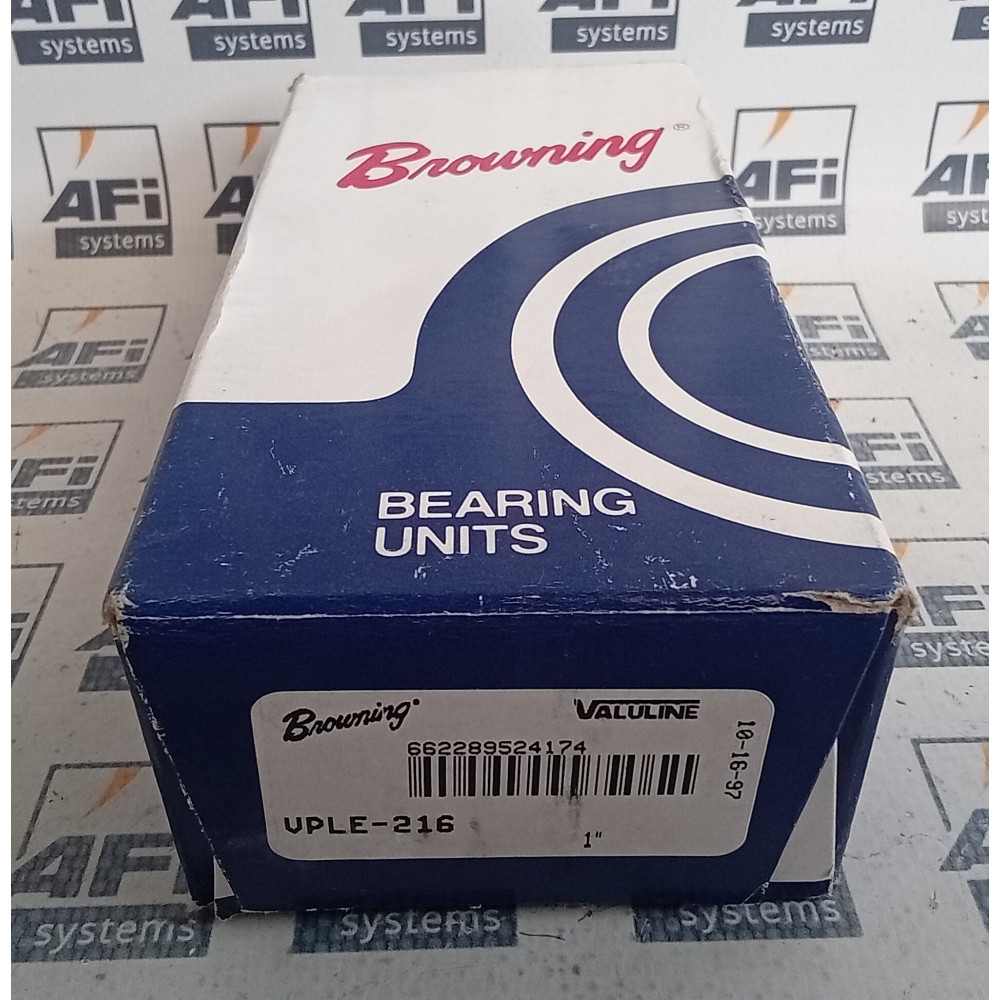 Browning®
BEARING
UNITS
Browning
VALULINE
662289524174
10-16-97
VPLE-216
1"
AFi
systems